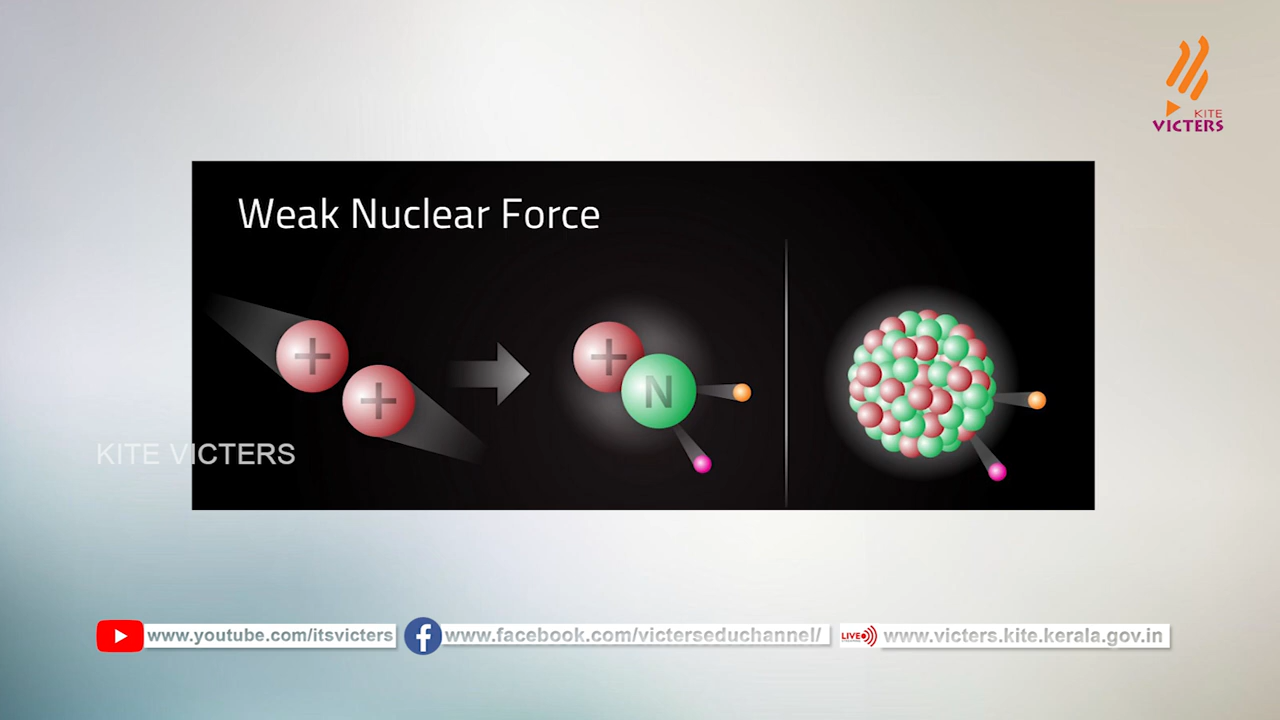 KITE
VICTERS
Weak Nuclear Force
+
+
+
N
KITE VICTERS
www.youtube.com/itsvicters
www.facebook.com/victerseduchannel/
LIVE
www.victers.kite.kerala.gov.in